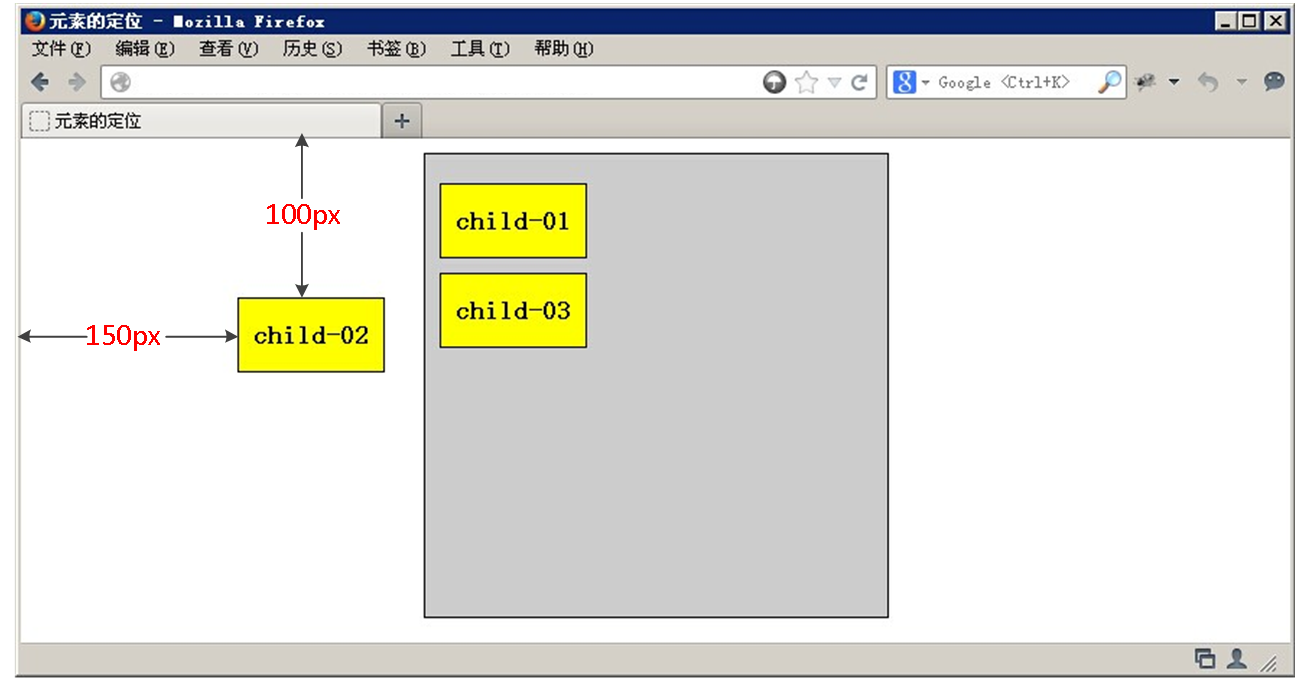 元素的定位 - Mozilla Firefox
文件(F) 编辑(E) 查看(V) 历史(S) 书签(B) 工具(T) 帮助(H)
8 Google <Ctrl+K>
元素的定位 +
100px
child-01
child-03
150px
child-02